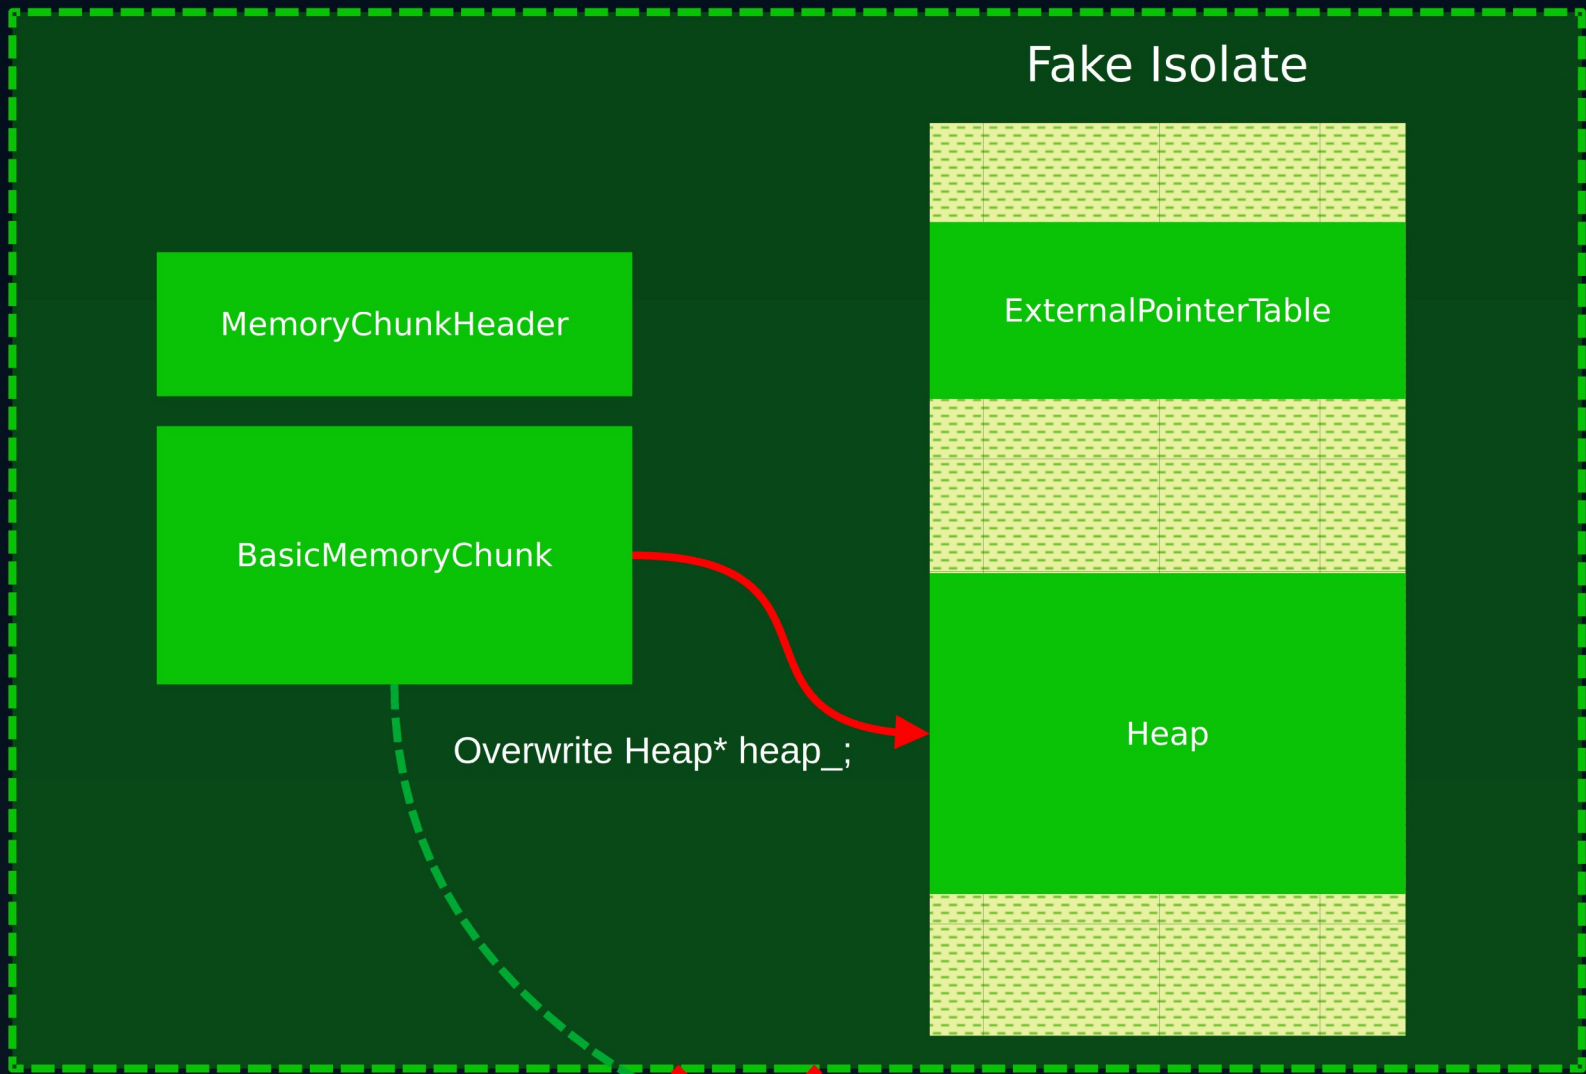 Fake Isolate
MemoryChunkHeader
ExternalPointerTable
BasicMemoryChunk
Overwrite Heap* heap_;
Heap